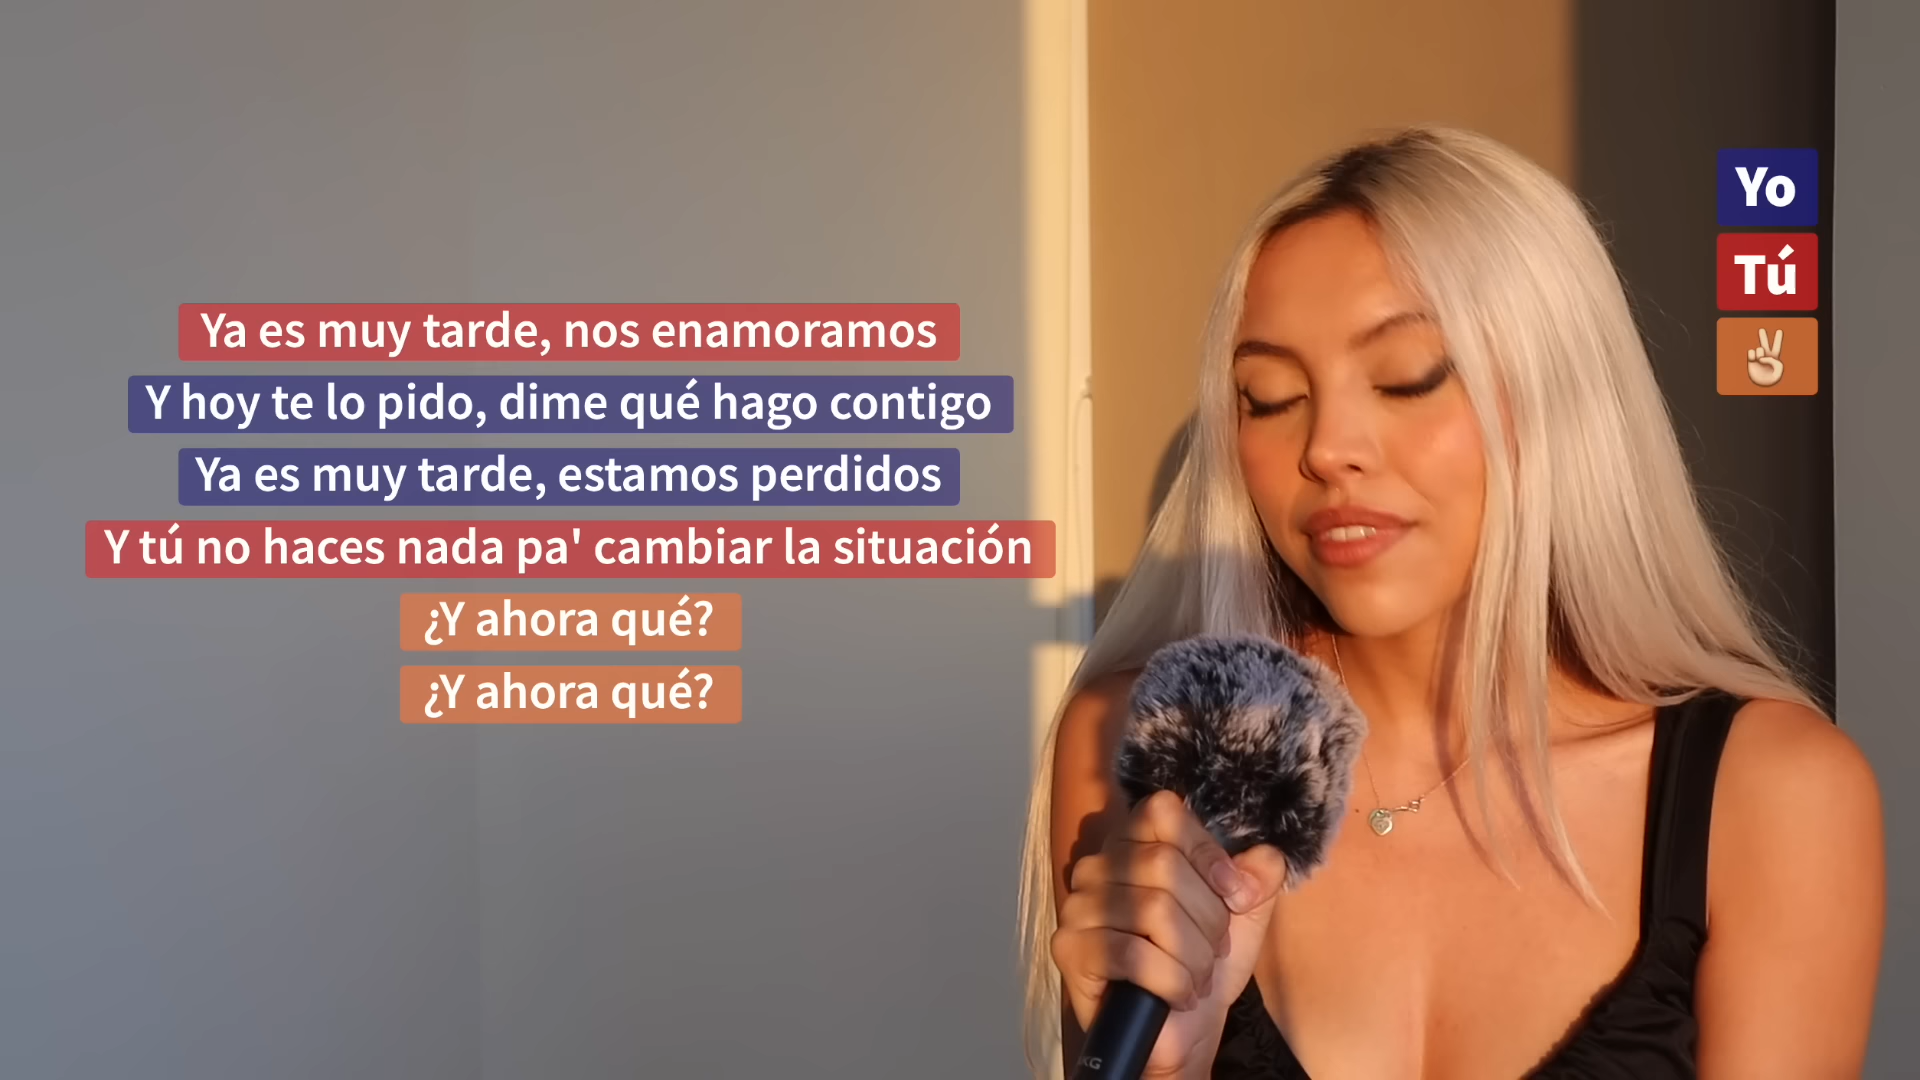 Ya es muy tarde, nos enamoramos
Y hoy te lo pido, dime qué hago contigo
Ya es muy tarde, estamos perdidos
Y tú no haces nada pa' cambiar la situación
¿Y ahora qué?
¿Y ahora qué?
Yo
Tú
KG